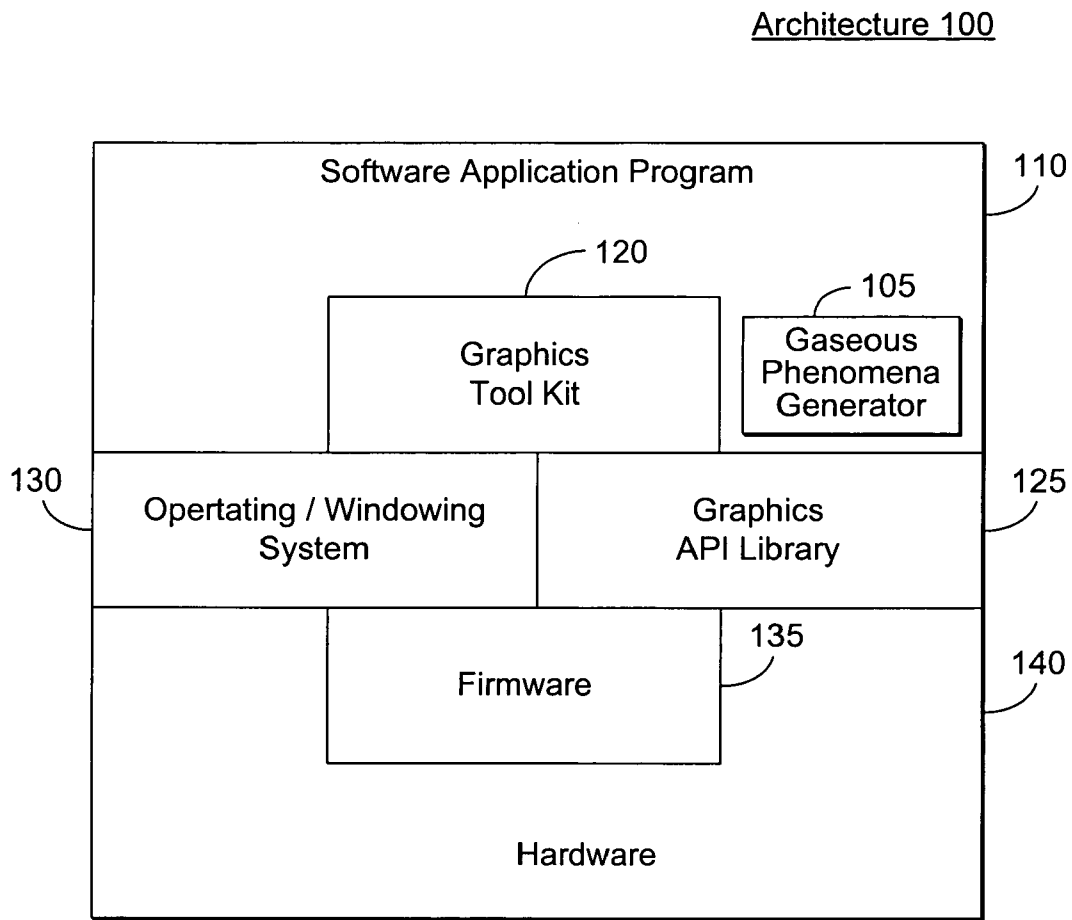 Architecture 100
Software Application Program
110
120
105
Graphics
Tool Kit
Gaseous
Phenomena
Generator
130
Opertating / Windowing
System
Graphics
API Library
125
135
Firmware
140
Hardware